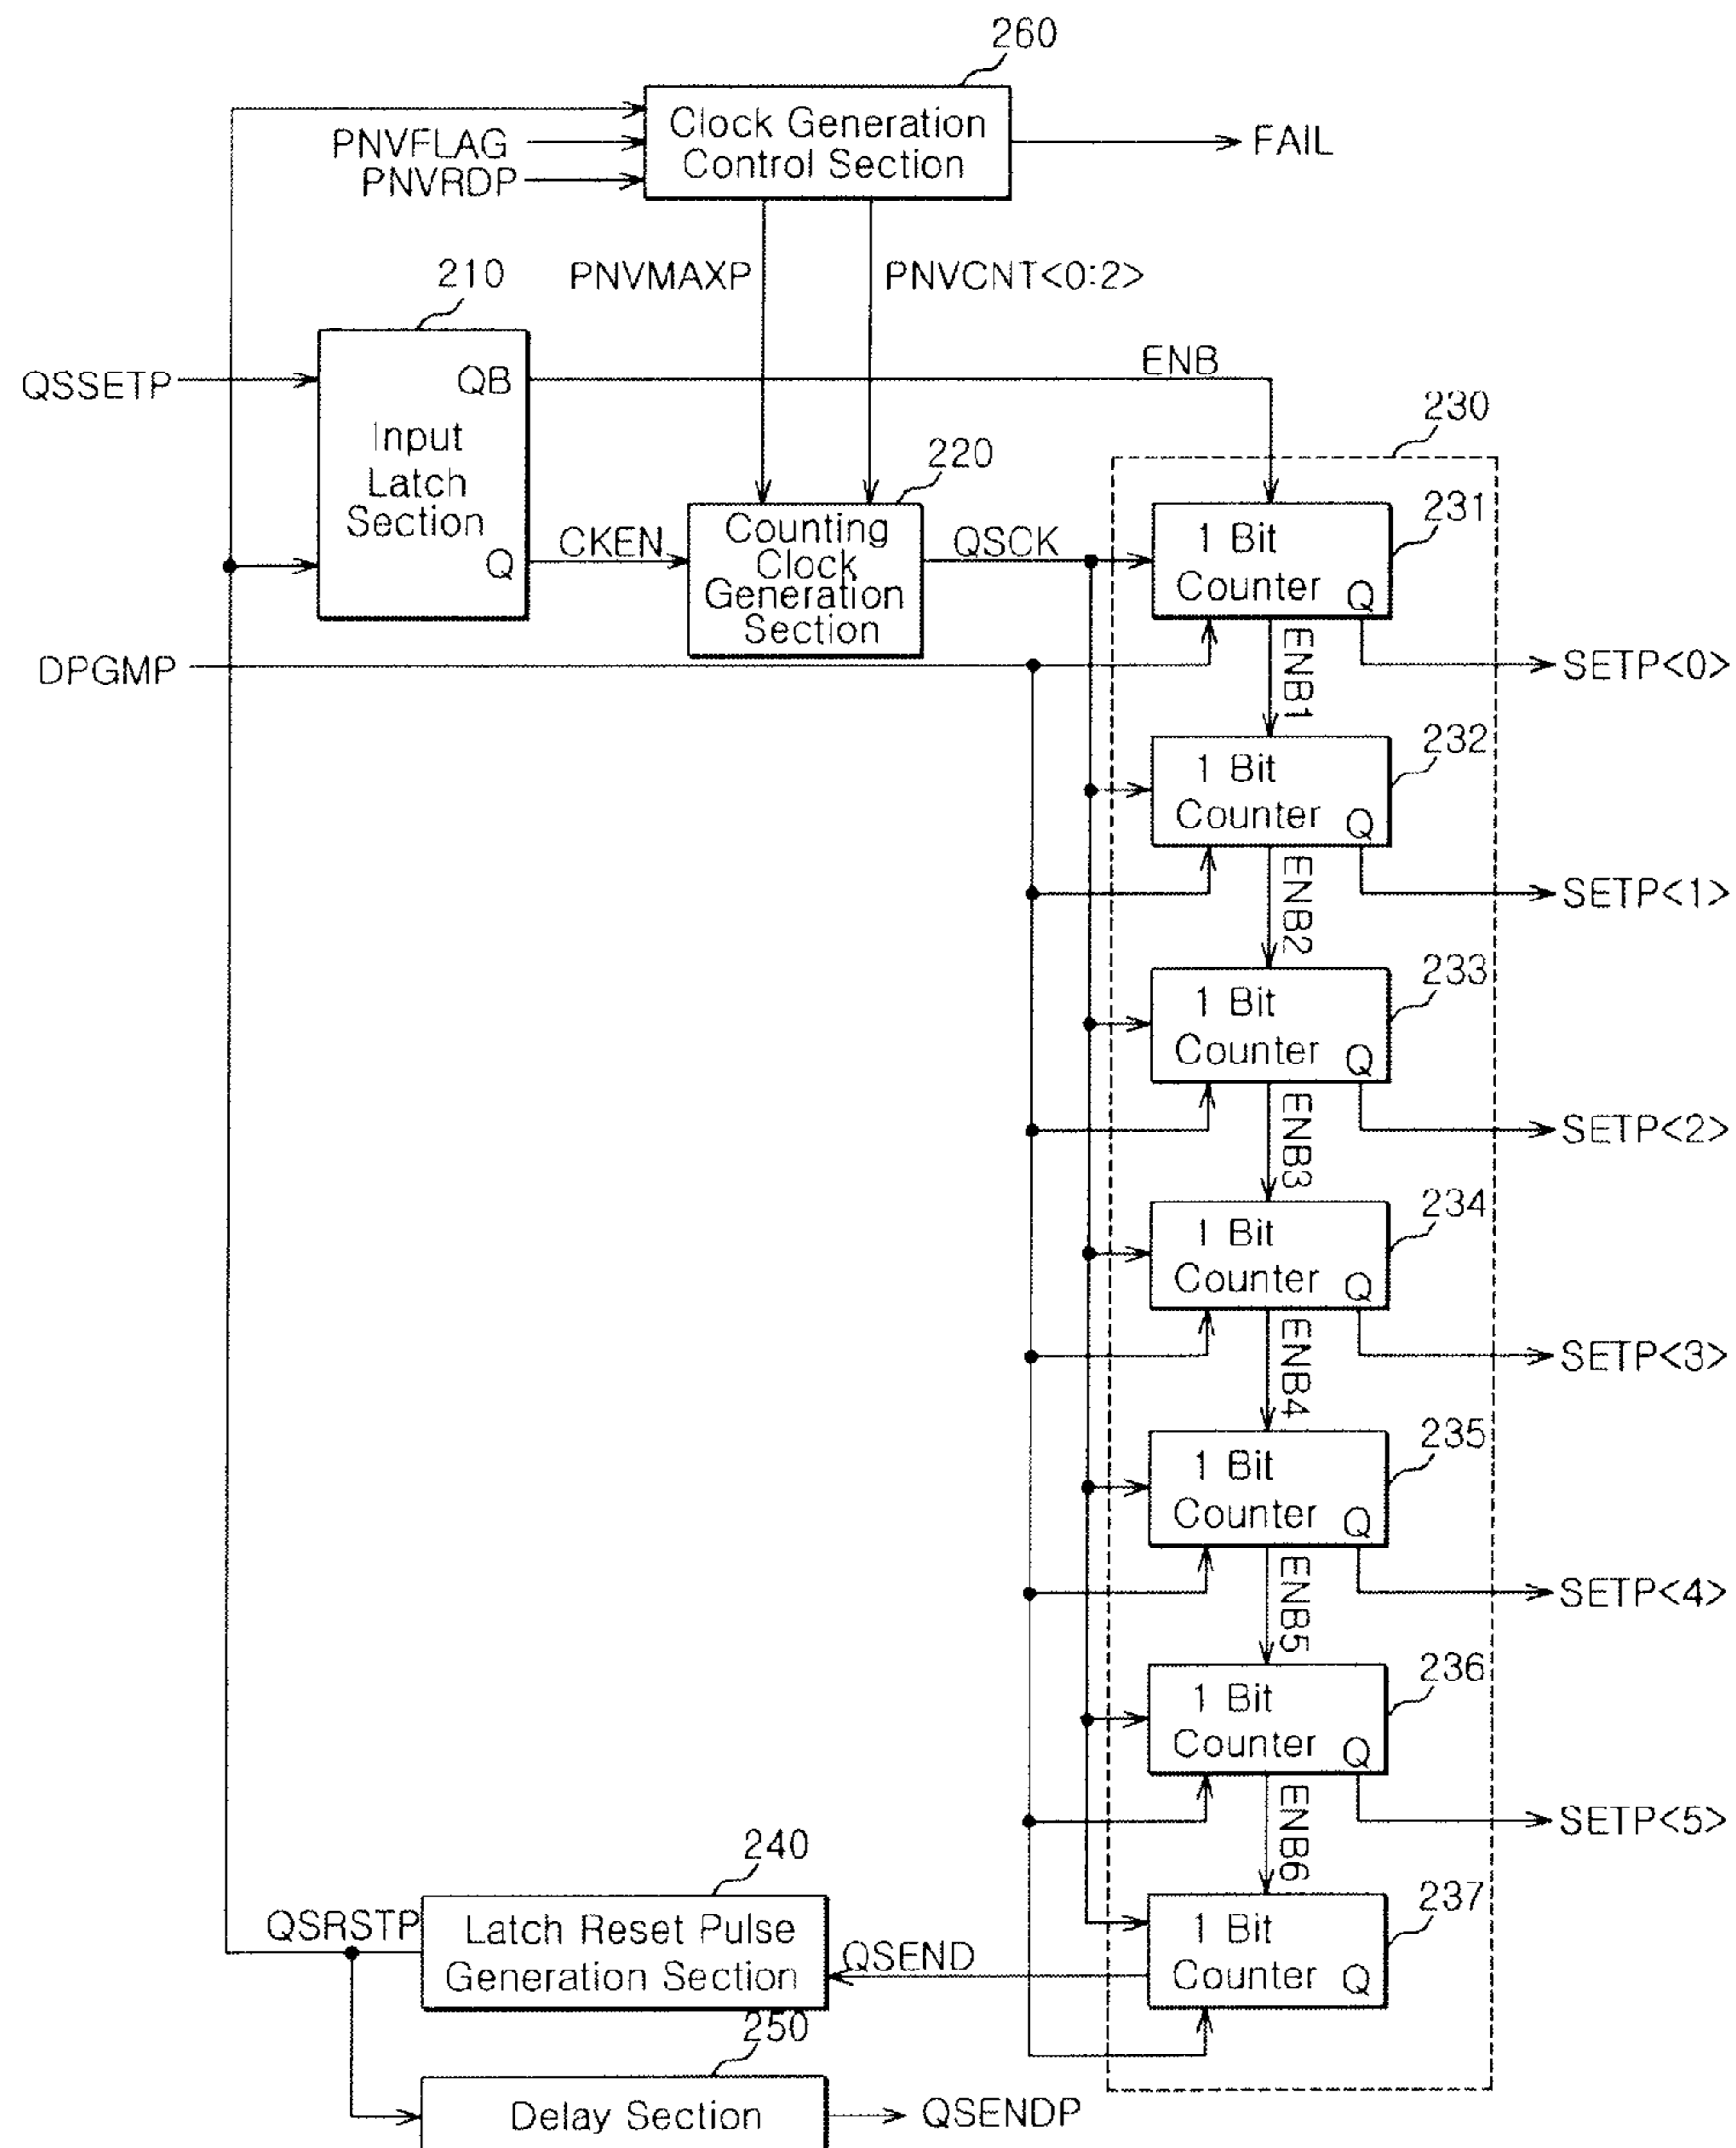 260
Clock Generation
Control Section
PNVFLAG
PNVRDP
FAIL
PNVMAXP
PNVCNT<0:2>
210
QSSETP
QB
Input
Latch
Section
Q
ENB
CKEN
220
Counting
Clock
Generation
Section
QSCK
230
231
1 Bit
Counter Q
DPGMP
ENB1
SETP<0>
232
1 Bit
Counter Q
ENB2
SETP<1>
233
1 Bit
Counter Q
ENB3
SETP<2>
234
1 Bit
Counter Q
ENB4
SETP<3>
235
1 Bit
Counter Q
ENB5
SETP<4>
236
1 Bit
Counter Q
ENB6
SETP<5>
237
1 Bit
Counter Q
240
QSRSTP
Latch Reset Pulse
Generation Section
QSEND
250
Delay Section
QSENDP